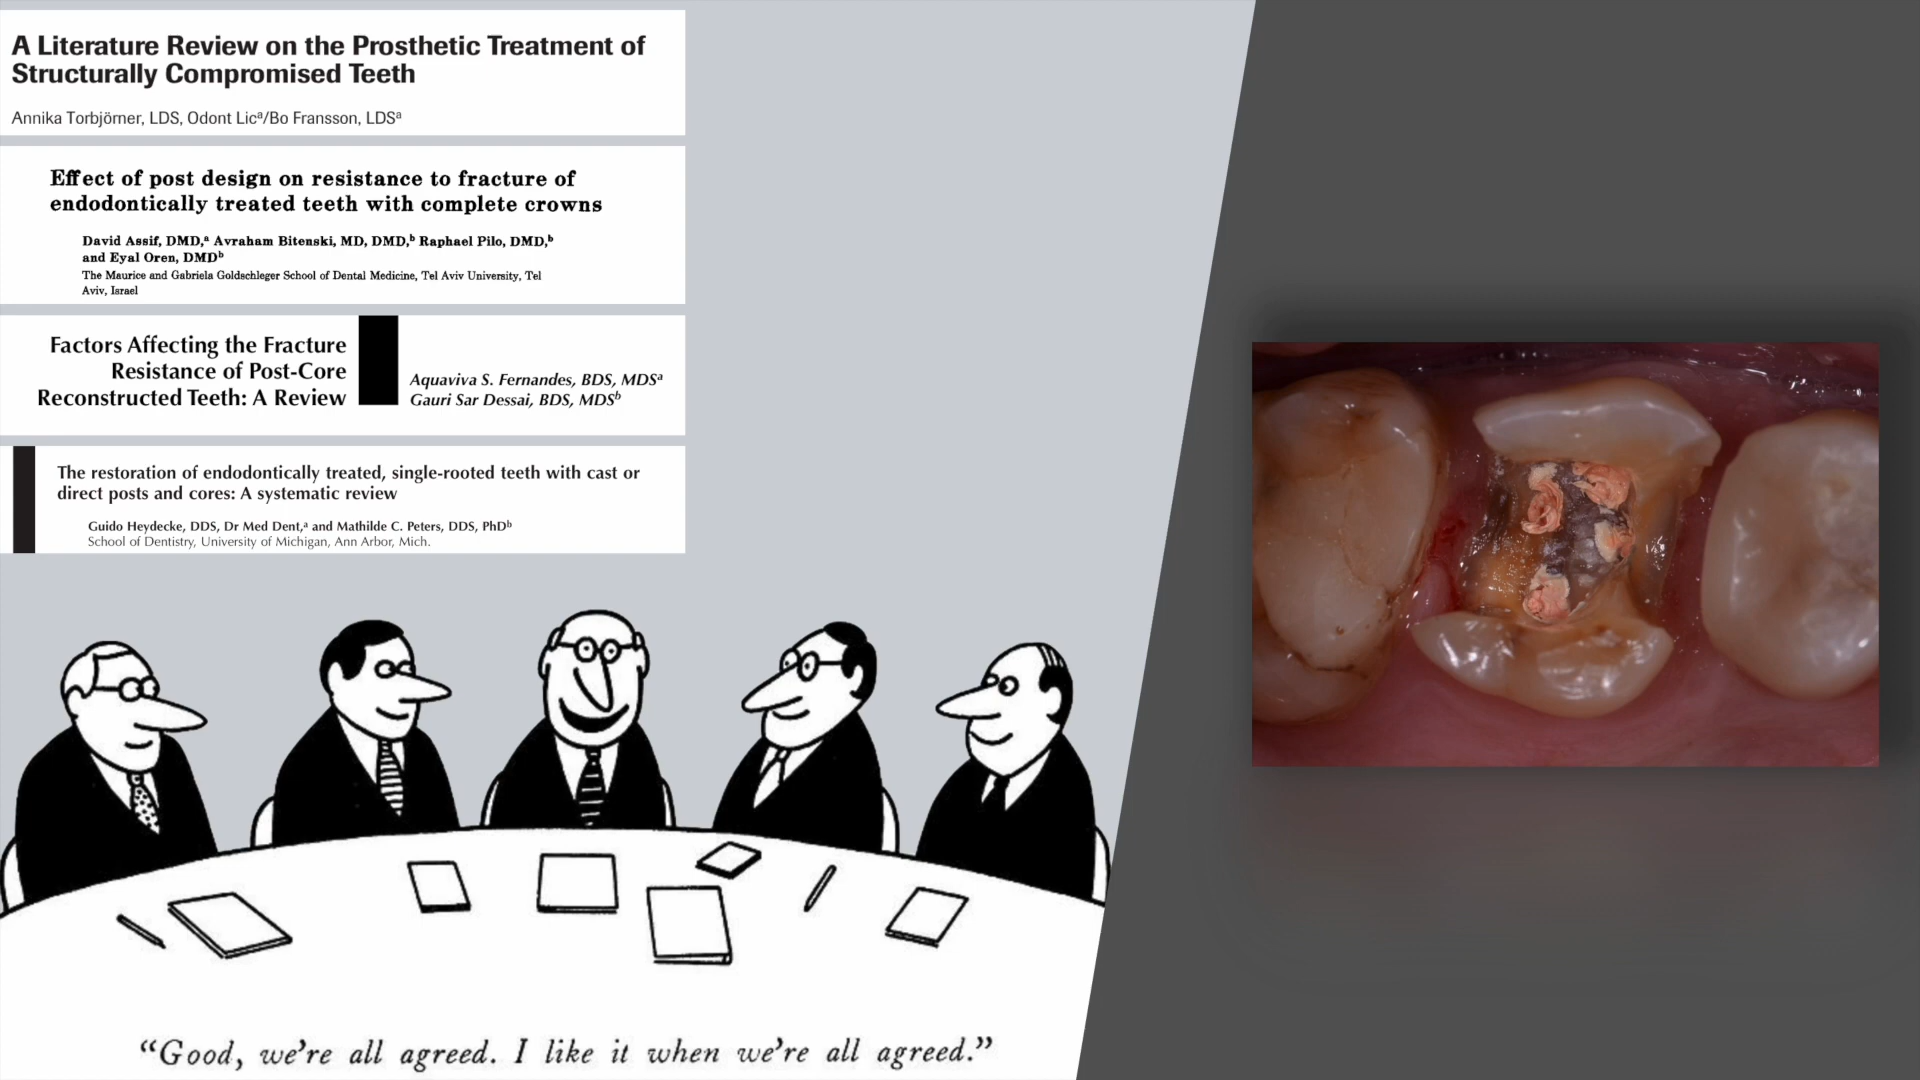 A Literature Review on the Prosthetic Treatment of
Structurally Compromised Teeth
Annika Torbjörner, LDS, Odont Licᵃ/Bo Fransson, LDSᵃ
Effect of post design on resistance to fracture of
endodontically treated teeth with complete crowns
David Assif, DMD,ᵃ Avraham Bitenski, MD, DMD,ᵇ Raphael Pilo, DMD,ᵇ
and Eyal Oren, DMDᵇ
The Maurice and Gabriela Goldschleger School of Dental Medicine, Tel Aviv University, Tel
Aviv, Israel
Factors Affecting the Fracture
Resistance of Post-Core
Reconstructed Teeth: A Review
Aquaviva S. Fernandes, BDS, MDSᵃ
Gauri Sar Dessai, BDS, MDSᵇ
The restoration of endodontically treated, single-rooted teeth with cast or
direct posts and cores: A systematic review
Guido Heydecke, DDS, Dr Med Dent,ᵃ and Mathilde C. Peters, DDS, PhDᵇ
School of Dentistry, University of Michigan, Ann Arbor, Mich.
“Good, we’re all agreed. I like it when we’re all agreed.”